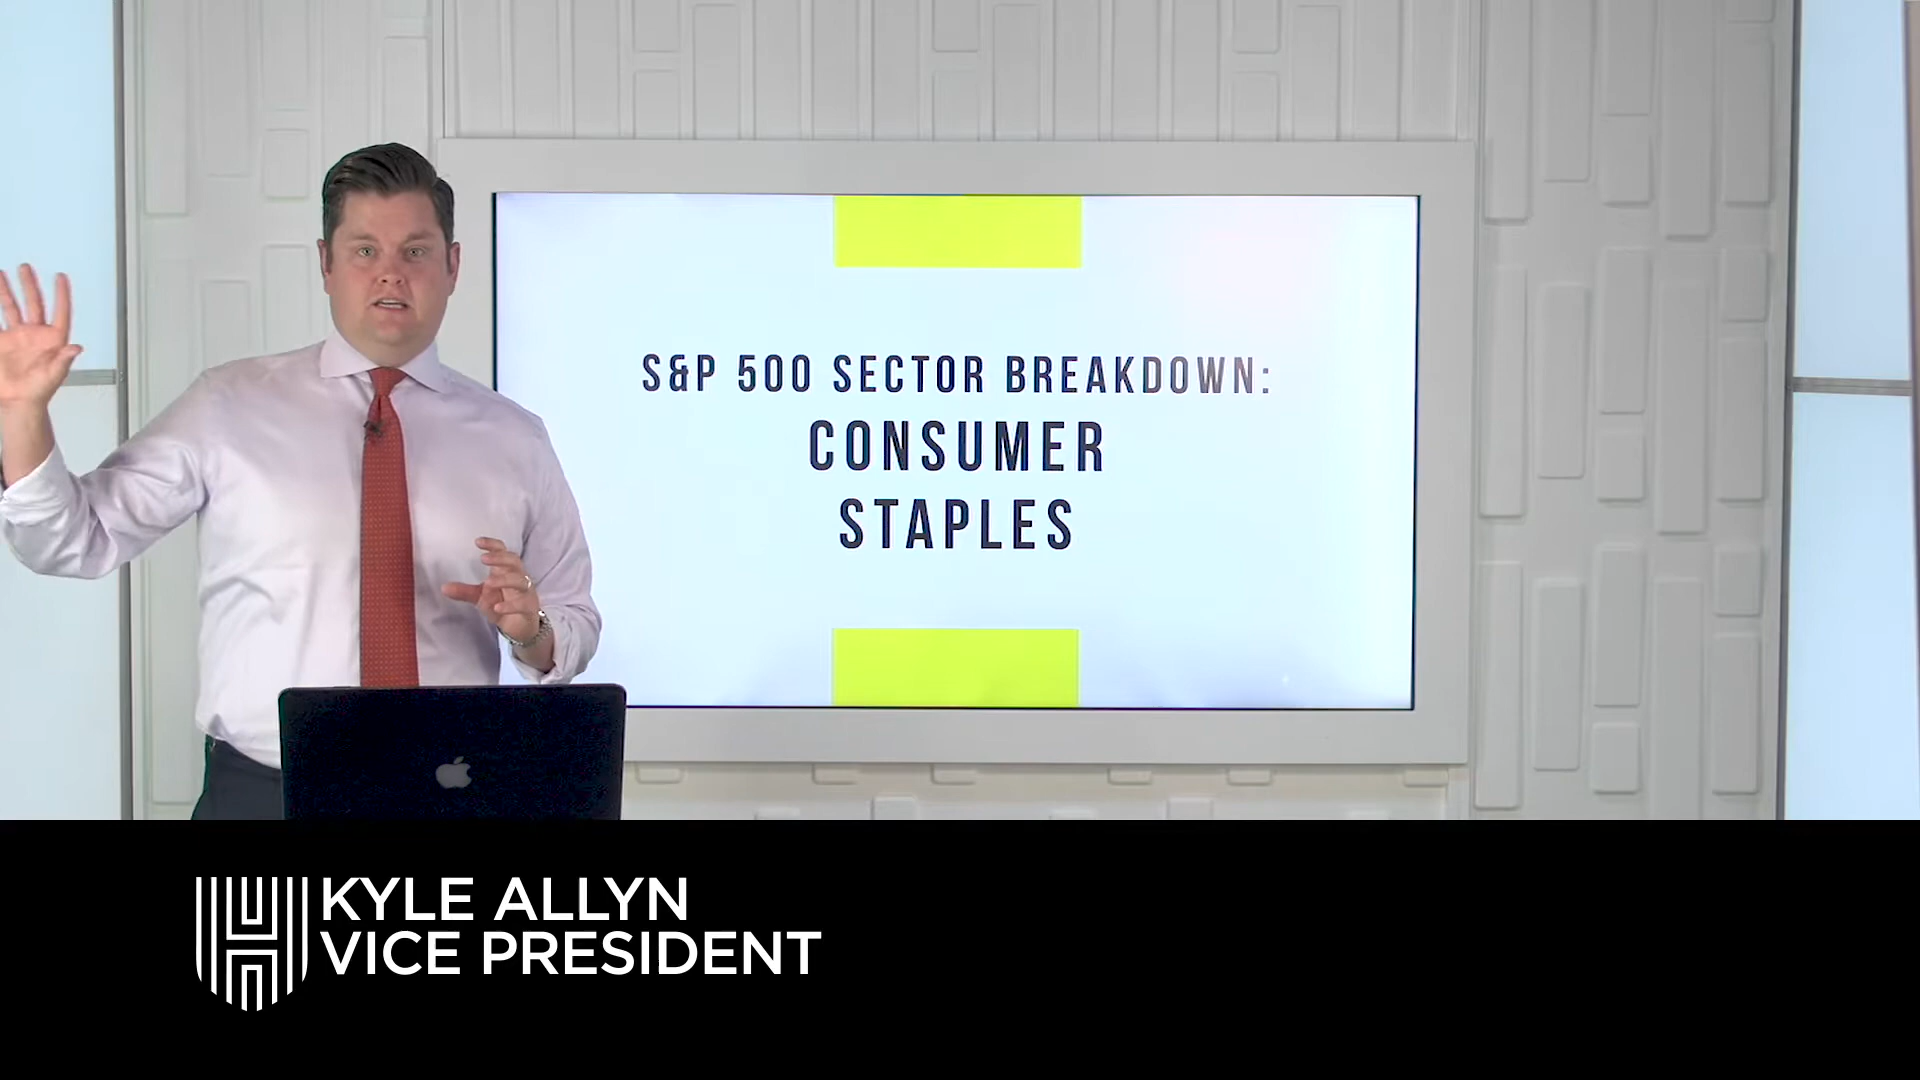 S&P 500 SECTOR BREAKDOWN:
CONSUMER
STAPLES
KYLE ALLYN
VICE PRESIDENT